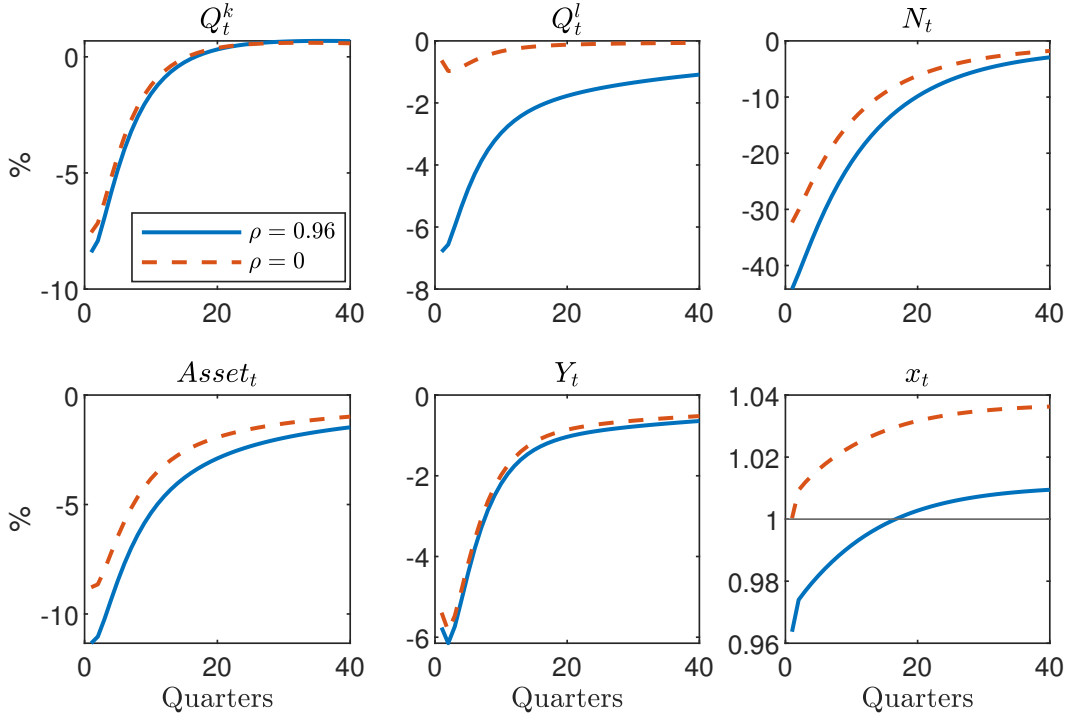 $Q_t^k$ $Q_t^l$ $N_t$
0 0 0
-5 -2 -10
-10 -4 -20
-6 -30
-8 -40
%
ρ = 0.96
ρ = 0
0 20 40 0 20 40 0 20 40
$Asset_t$ $Y_t$ $x_t$
0 0 1.04
-5 -2 1.02
-10 -4 1
-6 0.98
0.96
%
0 20 40 0 20 40 0 20 40
Quarters Quarters Quarters